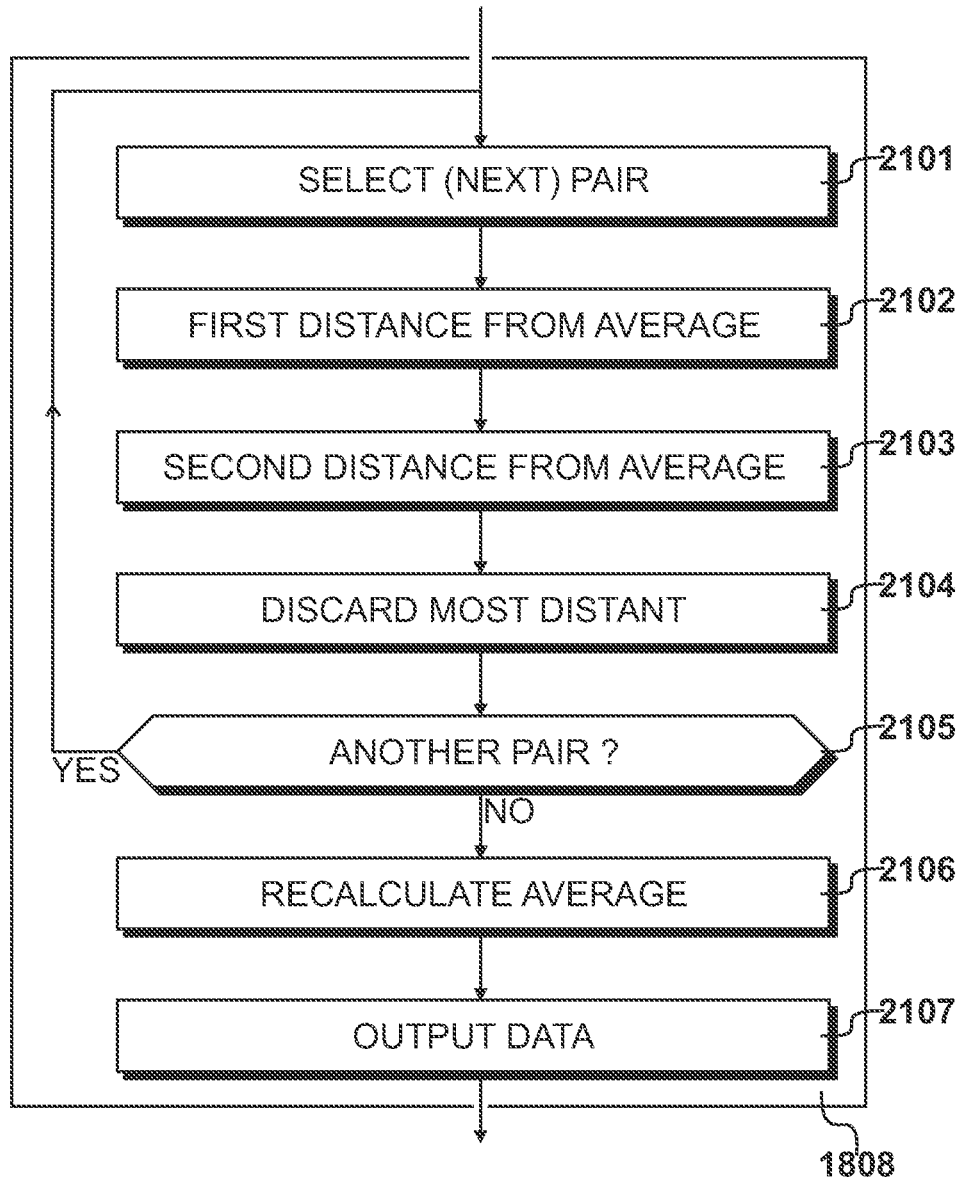 SELECT (NEXT) PAIR
2101
FIRST DISTANCE FROM AVERAGE
2102
SECOND DISTANCE FROM AVERAGE
2103
DISCARD MOST DISTANT
2104
ANOTHER PAIR ?
2105
YES
NO
RECALCULATE AVERAGE
2106
OUTPUT DATA
2107
1808